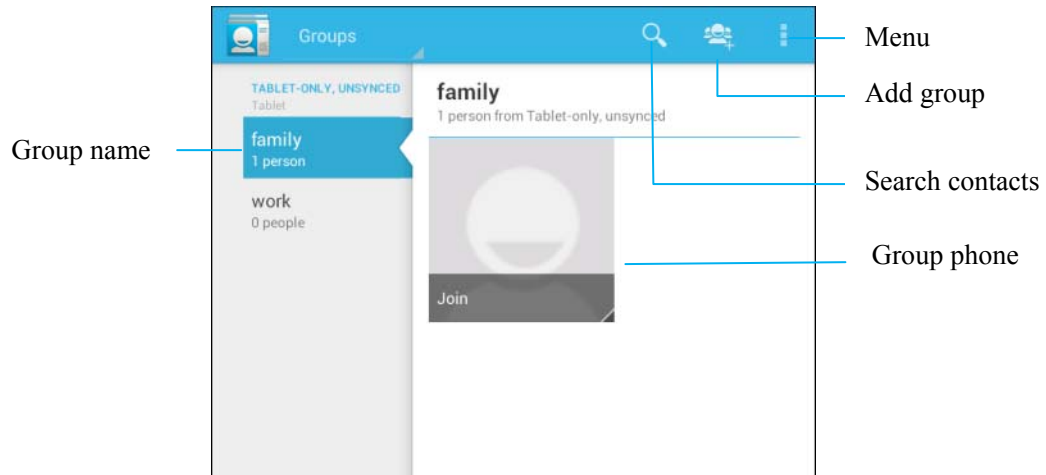 Groups
Menu
Add group
Search contacts
Group phone
Group name
TABLET-ONLY, UNSYNCED
Tablet
family
1 person
work
0 people
family
1 person from Tablet-only, unsynced
Join